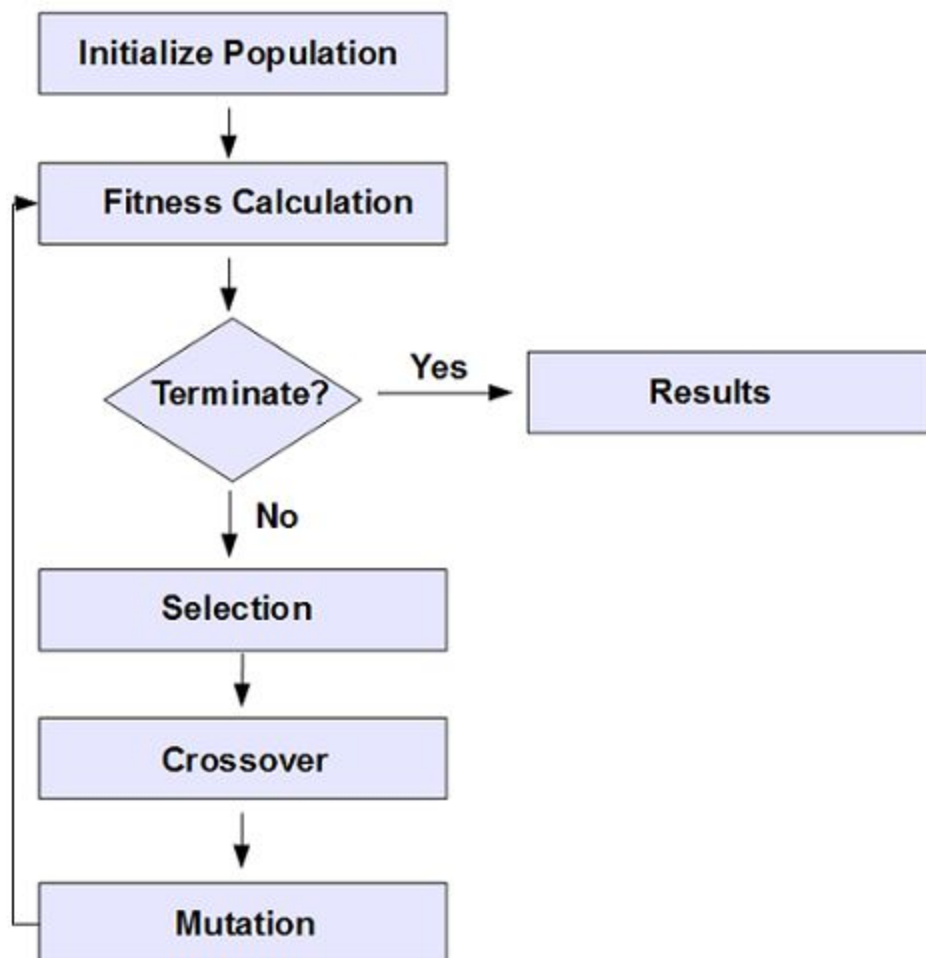 Initialize Population
Fitness Calculation
Terminate?
Yes
Results
No
Selection
Crossover
Mutation